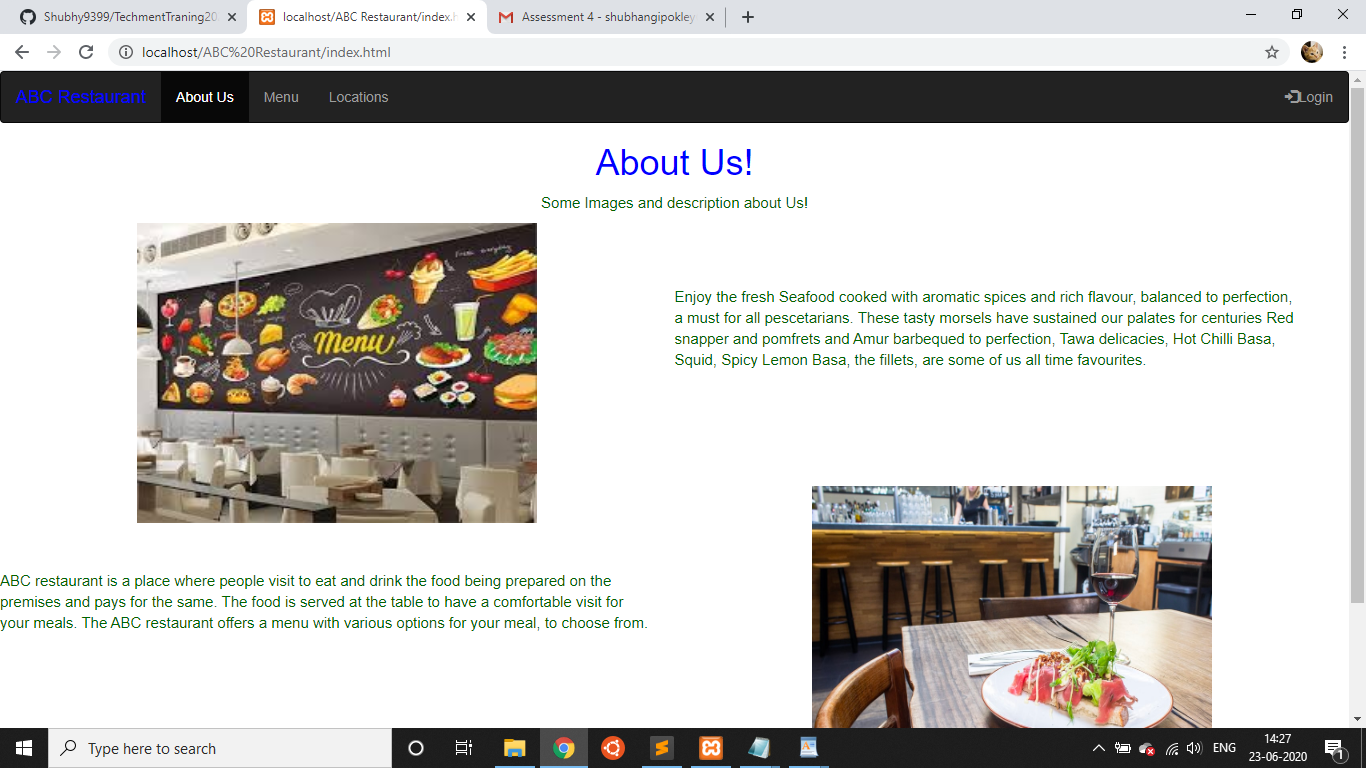 Shubhy9399/TechmentTraning20
localhost/ABC Restaurant/index.h
Assessment 4 - shubhangipokley
localhost/ABC%20Restaurant/index.html
ABC Restaurant
About Us
Menu
Locations
Login
About Us!
Some Images and description about Us!
Fresh everyday
Menu
Enjoy the fresh Seafood cooked with aromatic spices and rich flavour, balanced to perfection,
a must for all pescetarians. These tasty morsels have sustained our palates for centuries Red
snapper and pomfrets and Amur barbequed to perfection, Tawa delicacies, Hot Chilli Basa,
Squid, Spicy Lemon Basa, the fillets, are some of us all time favourites.
ABC restaurant is a place where people visit to eat and drink the food being prepared on the
premises and pays for the same. The food is served at the table to have a comfortable visit for
your meals. The ABC restaurant offers a menu with various options for your meal, to choose from.
Type here to search
ENG
14:27
23-06-2020
1